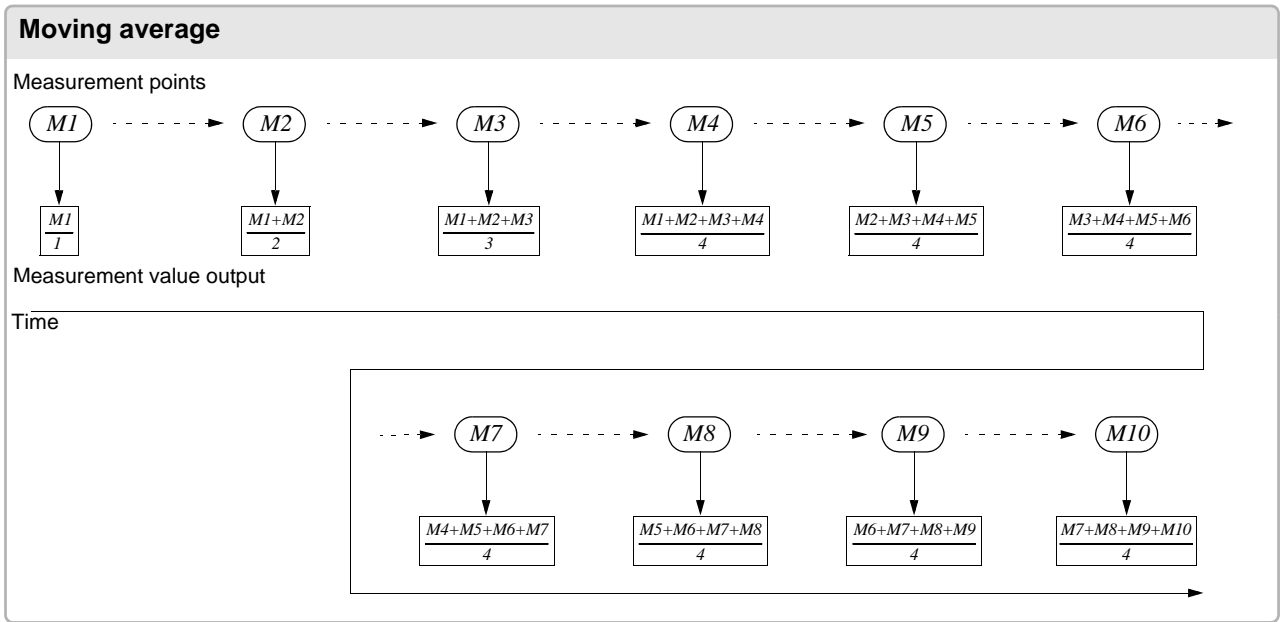 Moving average
Measurement points
M1 M2 M3 M4 M5 M6
M1 M1+M2 M1+M2+M3 M1+M2+M3+M4 M2+M3+M4+M5 M3+M4+M5+M6
1 2 3 4 4 4
Measurement value output
Time
M7 M8 M9 M10
M4+M5+M6+M7 M5+M6+M7+M8 M6+M7+M8+M9 M7+M8+M9+M10
4 4 4 4